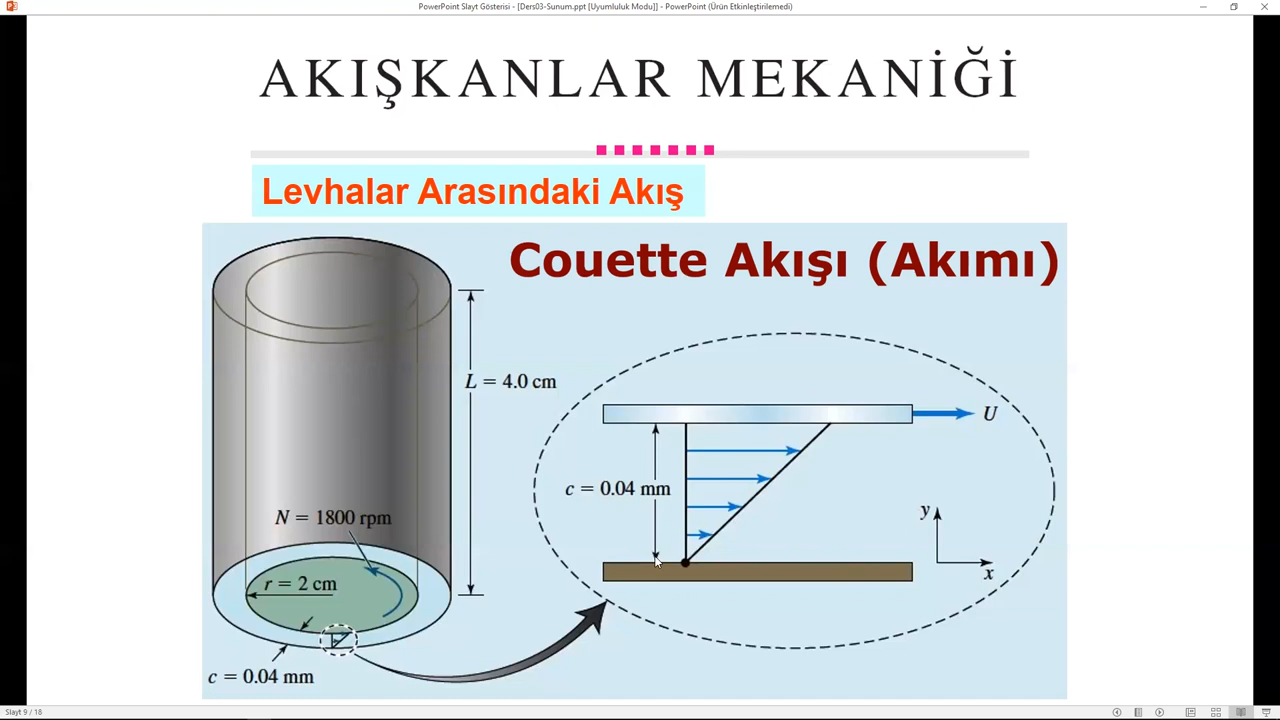 PowerPoint Slayt Gösterisi - [Ders03-Sunum.ppt [Uyumluluk Modu]] - PowerPoint (Ürün Etkinleştirilemedi)
AKIŞKANLAR MEKANİĞİ
Levhalar Arasındaki Akış
Couette Akışı (Akımı)
L = 4.0 cm
U
c = 0.04 mm
N = 1800 rpm
y
x
r = 2 cm
c = 0.04 mm
Slayt 9 / 18